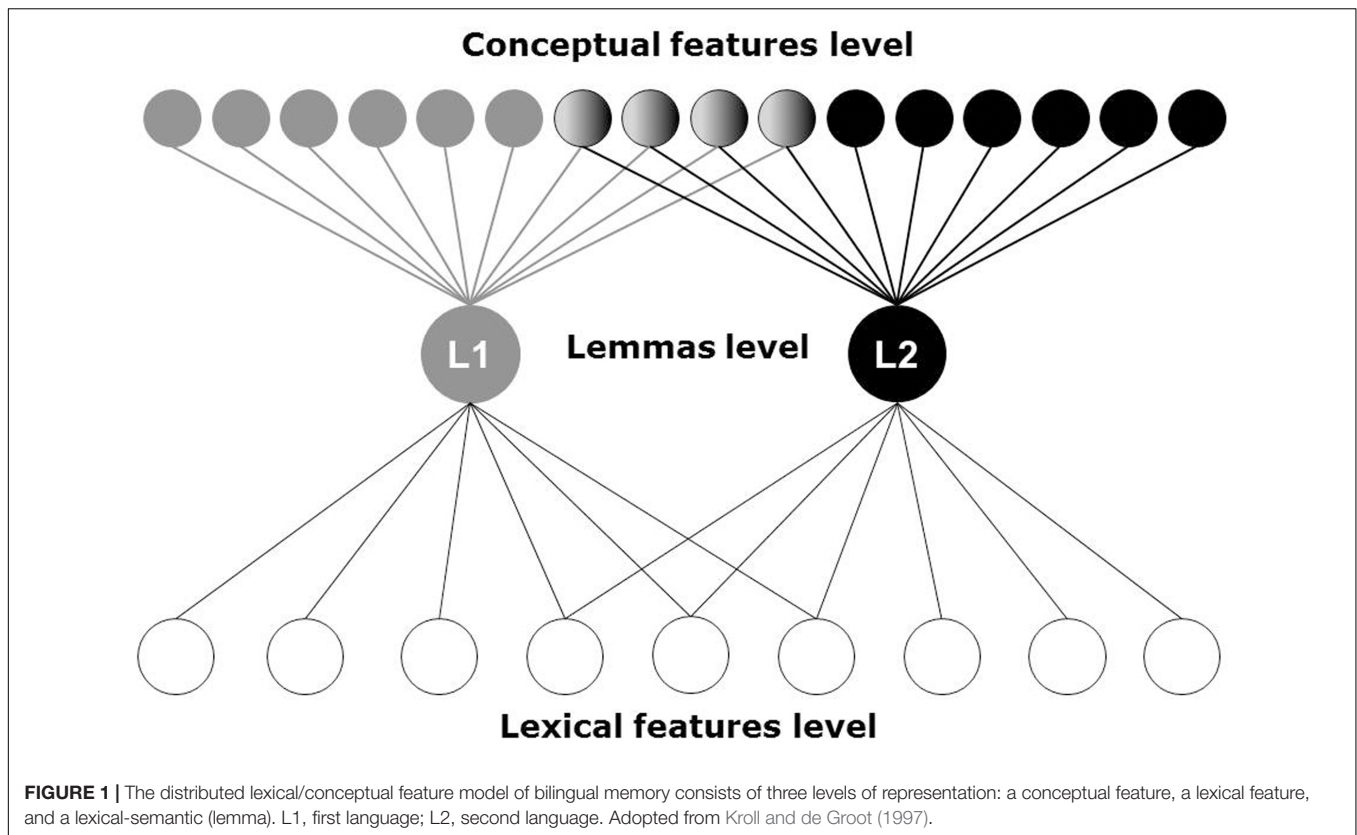 Conceptual features level
L1
Lemmas level
L2
Lexical features level
FIGURE 1 | The distributed lexical/conceptual feature model of bilingual memory consists of three levels of representation: a conceptual feature, a lexical feature,
and a lexical-semantic (lemma). L1, first language; L2, second language. Adopted from Kroll and de Groot (1997).